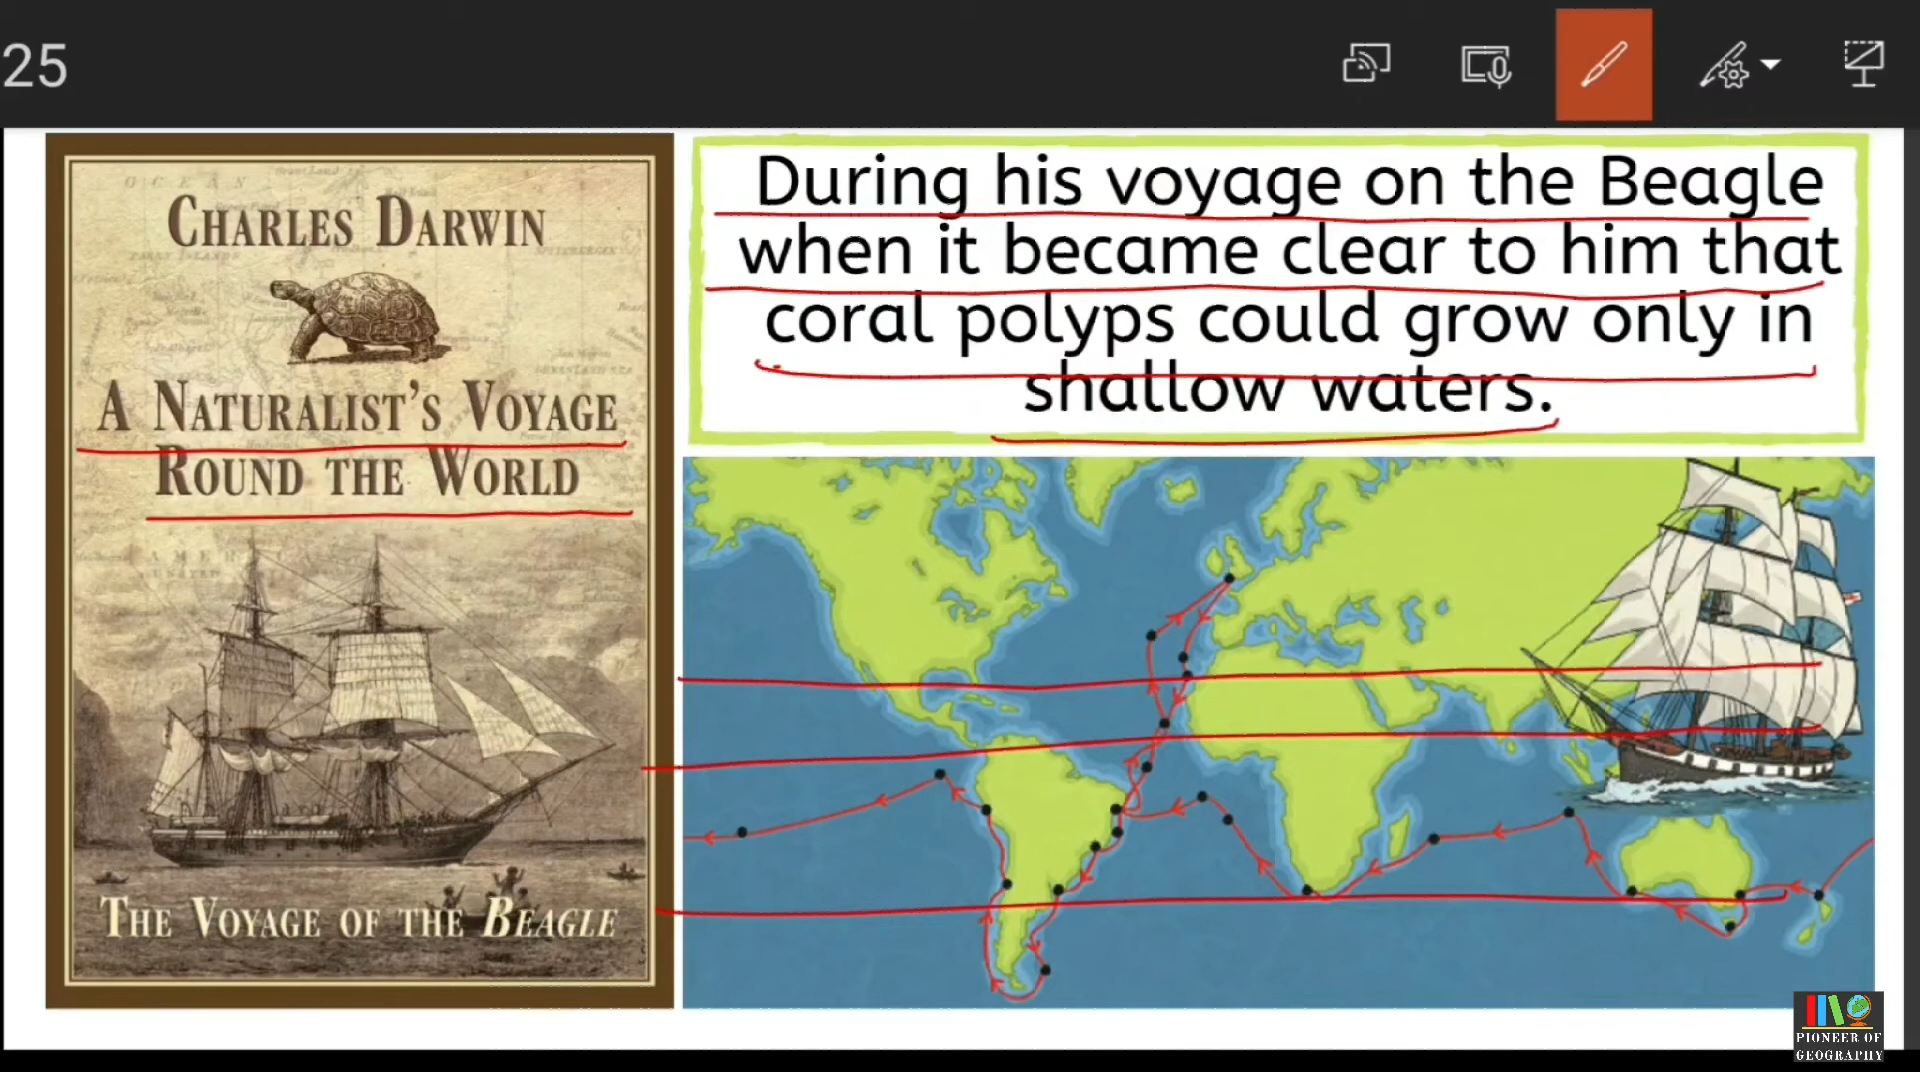 25
CHARLES DARWIN
A NATURALIST'S VOYAGE
ROUND THE WORLD
THE VOYAGE OF THE BEAGLE
During his voyage on the Beagle
when it became clear to him that
coral polyps could grow only in
shallow waters.
PIONEER OF
GEOGRAPHY